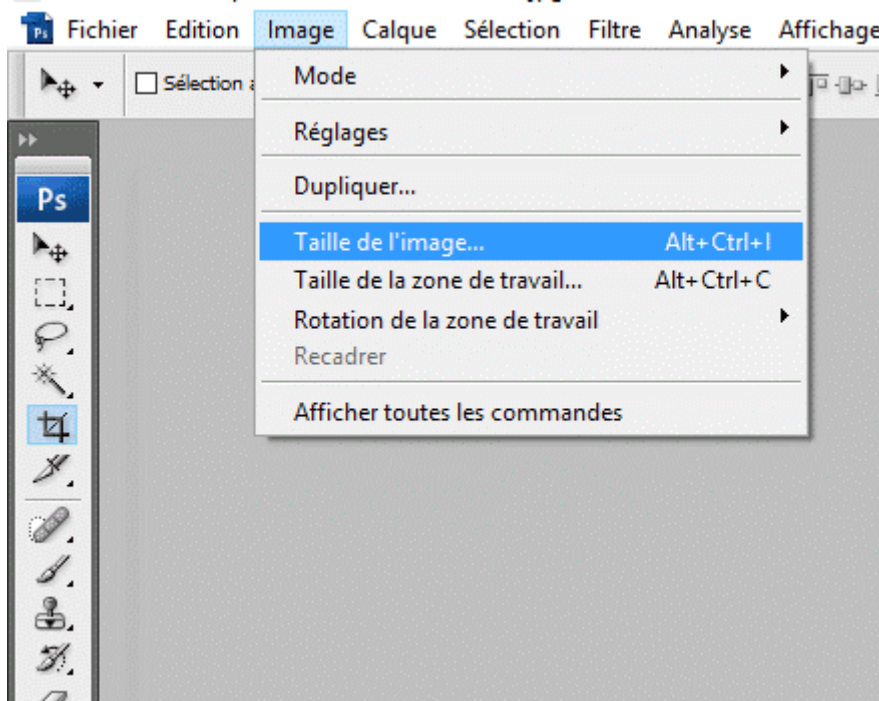 Ps Fichier Edition Image Calque Sélection Filtre Analyse Affichage
Sélection
Mode
Réglages
Dupliquer...
Taille de l'image... Alt+Ctrl+I
Taille de la zone de travail... Alt+Ctrl+C
Rotation de la zone de travail
Recadrer
Afficher toutes les commandes
Ps